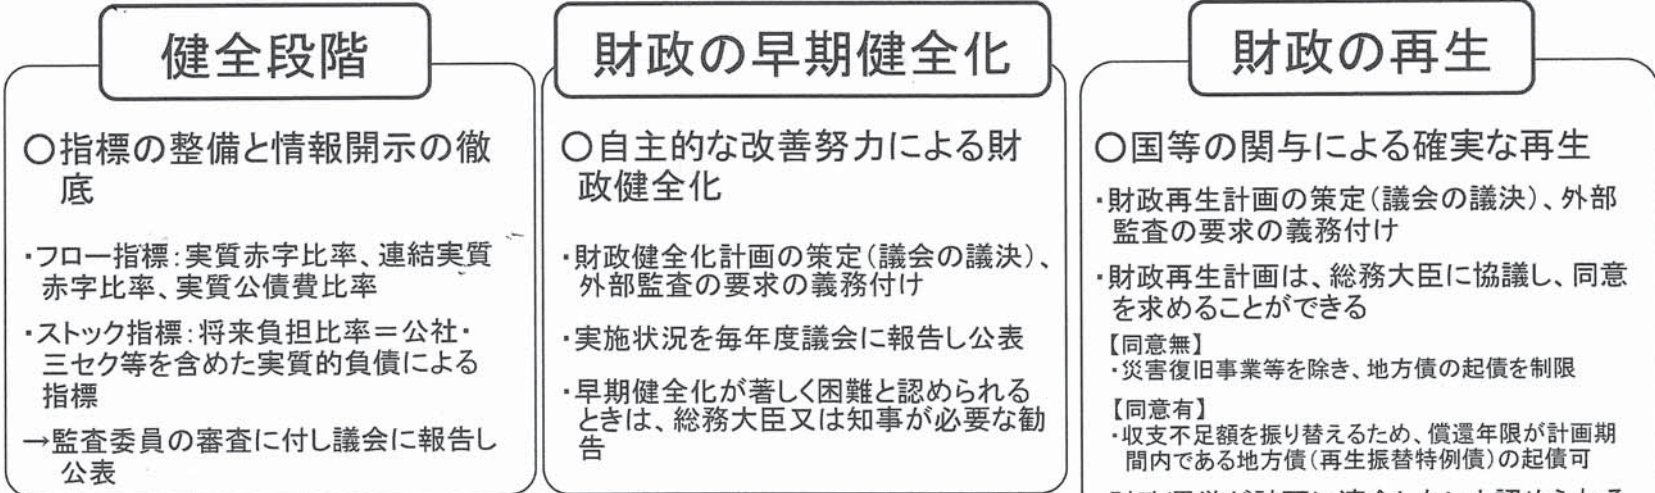 健全段階
〇指標の整備と情報開示の徹
底
・フロー指標:実質赤字比率、連結実質
赤字比率、実質公債費比率
・ストック指標:将来負担比率=公社・
三セク等を含めた実質的負債による
指標
→監査委員の審査に付し議会に報告し
公表
財政の早期健全化
〇自主的な改善努力による財
政健全化
・財政健全化計画の策定(議会の議決)、
外部監査の要求の義務付け
・実施状況を毎年度議会に報告し公表
・早期健全化が著しく困難と認められる
ときは、総務大臣又は知事が必要な勧
告
財政の再生
〇国等の関与による確実な再生
・財政再生計画の策定(議会の議決)、外部
監査の要求の義務付け
・財政再生計画は、総務大臣に協議し、同意
を求めることができる
【同意無】
・災害復旧事業等を除き、地方債の起債を制限
【同意有】
・収支不足額を振り替えるため、償還年限が計画期
間内である地方債(再生振替特例債)の起債可